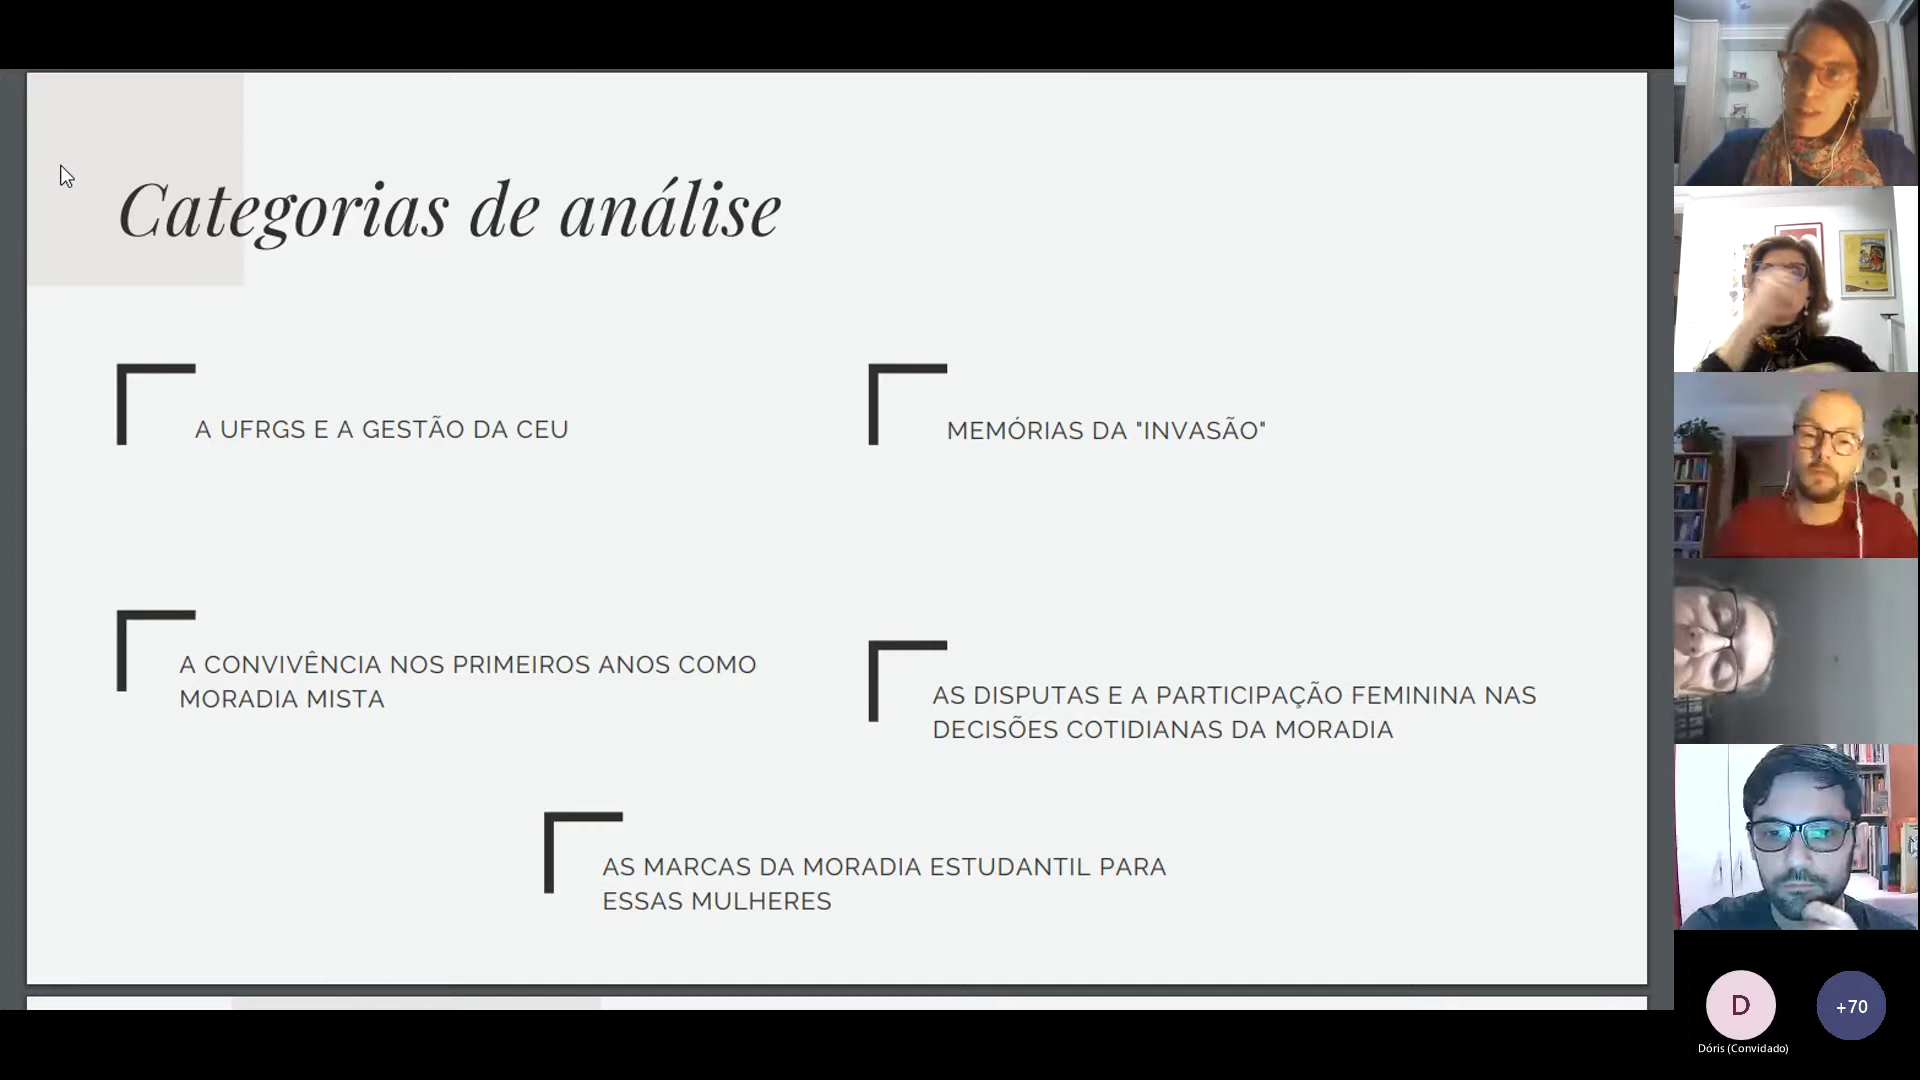 Categorias de análise
A UFRGS E A GESTÃO DA CEU
MEMÓRIAS DA "INVASÃO"
A CONVIVÊNCIA NOS PRIMEIROS ANOS COMO
MORADIA MISTA
AS DISPUTAS E A PARTICIPAÇÃO FEMININA NAS
DECISÕES COTIDIANAS DA MORADIA
AS MARCAS DA MORADIA ESTUDANTIL PARA
ESSAS MULHERES
D
+70
Dóris (Convidado)